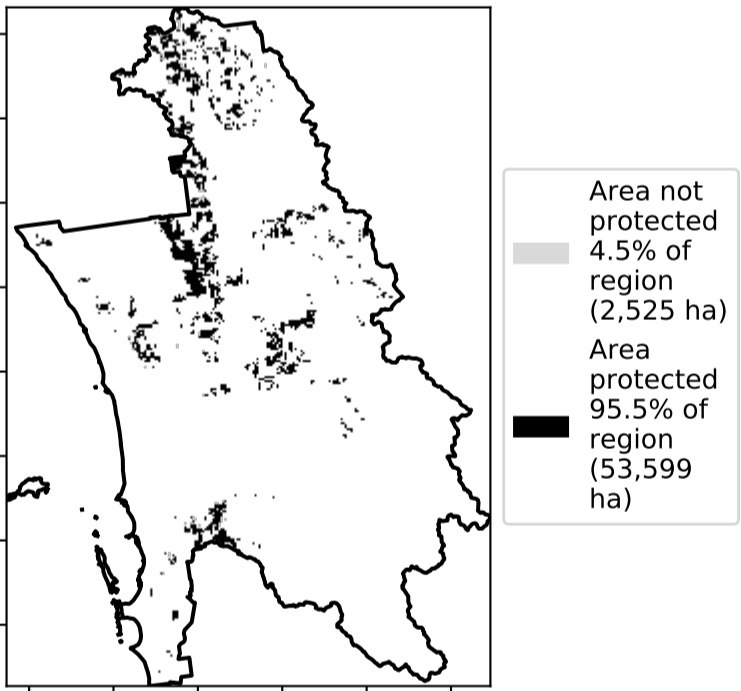 Area not
protected
4.5% of
region
(2,525 ha)
Area
protected
95.5% of
region
(53,599
ha)